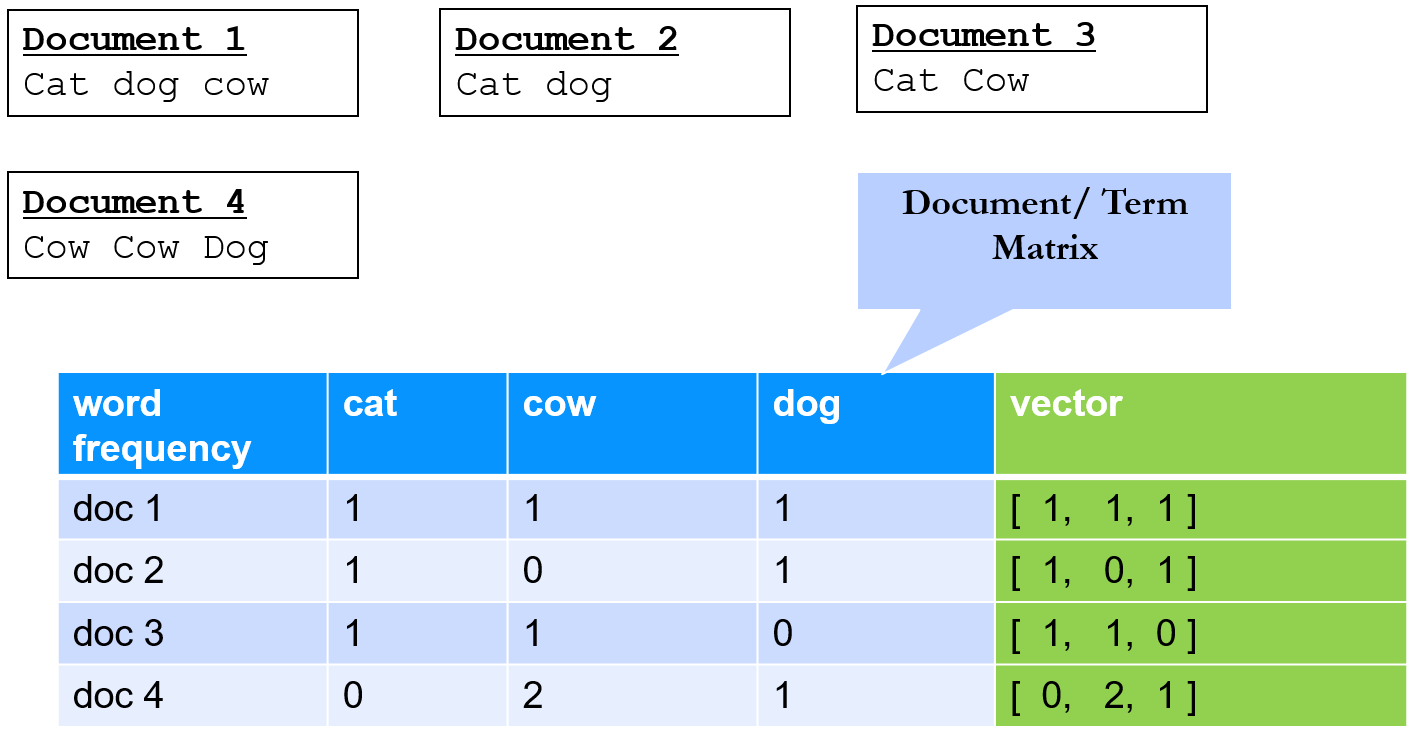 Document 1
Cat dog cow
Document 2
Cat dog
Document 3
Cat Cow
Document 4
Cow Cow Dog
Document/ Term
Matrix
word frequency cat cow dog vector
doc 1 1 1 1 [ 1, 1, 1 ]
doc 2 1 0 1 [ 1, 0, 1 ]
doc 3 1 1 0 [ 1, 1, 0 ]
doc 4 0 2 1 [ 0, 2, 1 ]